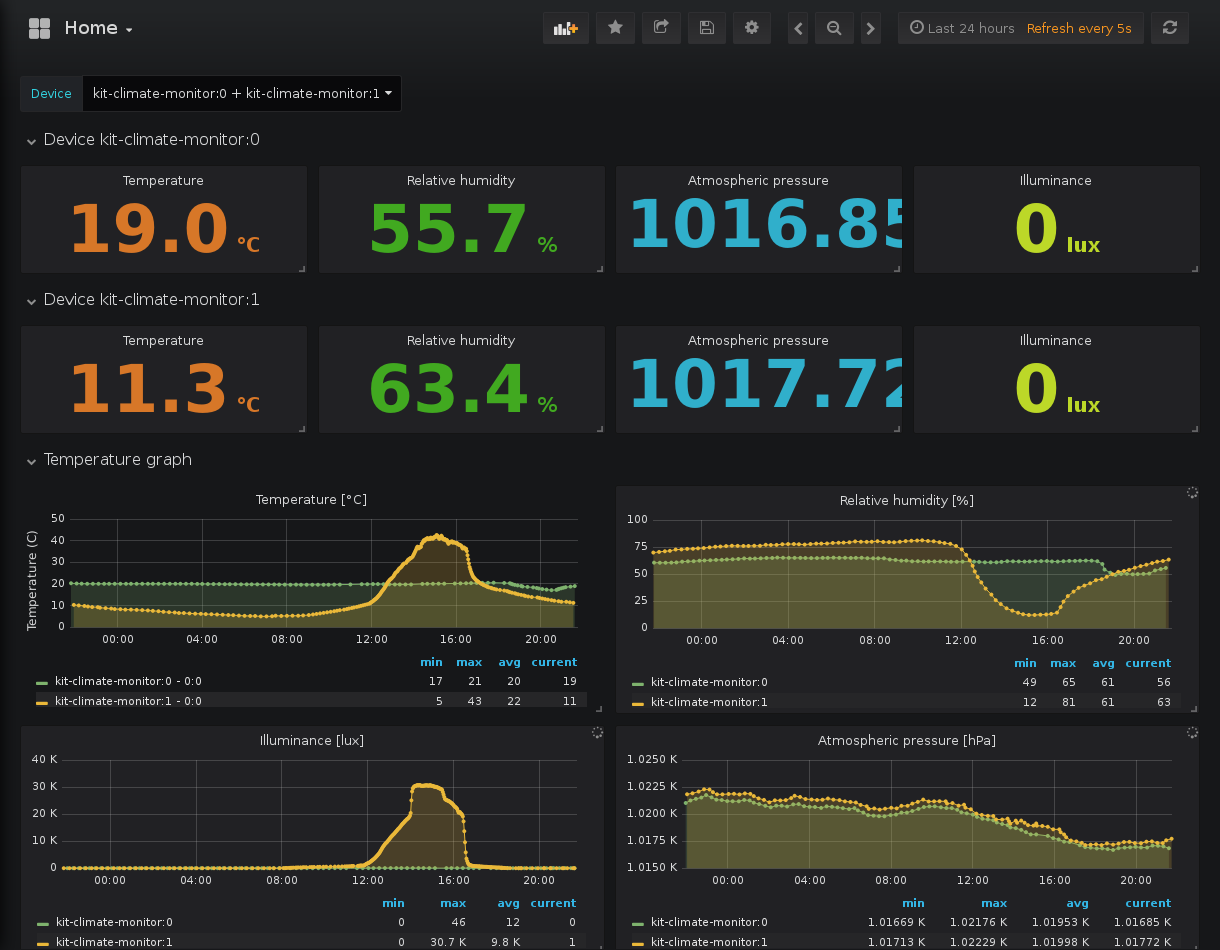 Home
Last 24 hours Refresh every 5s
Device kit-climate-monitor:0 + kit-climate-monitor:1
Device kit-climate-monitor:0
Temperature Relative humidity Atmospheric pressure Illuminance
19.0 °C 55.7 % 1016.85 0 lux
Device kit-climate-monitor:1
Temperature Relative humidity Atmospheric pressure Illuminance
11.3 °C 63.4 % 1017.72 0 lux
Temperature graph
Temperature [°C]
Temperature (C)
50
40
30
20
10
0
00:00 04:00 08:00 12:00 16:00 20:00
min max avg current
kit-climate-monitor:0 - 0:0 17 21 20 19
kit-climate-monitor:1 - 0:0 5 43 22 11
Relative humidity [%]
100
75
50
25
0
00:00 04:00 08:00 12:00 16:00 20:00
min max avg current
kit-climate-monitor:0 49 65 61 56
kit-climate-monitor:1 12 81 61 63
Illuminance [lux]
40 K
30 K
20 K
10 K
0
00:00 04:00 08:00 12:00 16:00 20:00
min max avg current
kit-climate-monitor:0 0 46 12 0
kit-climate-monitor:1 0 30.7 K 9.8 K 1
Atmospheric pressure [hPa]
1.0250 K
1.0225 K
1.0200 K
1.0175 K
1.0150 K
00:00 04:00 08:00 12:00 16:00 20:00
min max avg current
kit-climate-monitor:0 1.01669 K 1.02176 K 1.01953 K 1.01685 K
kit-climate-monitor:1 1.01713 K 1.02229 K 1.01998 K 1.01772 K